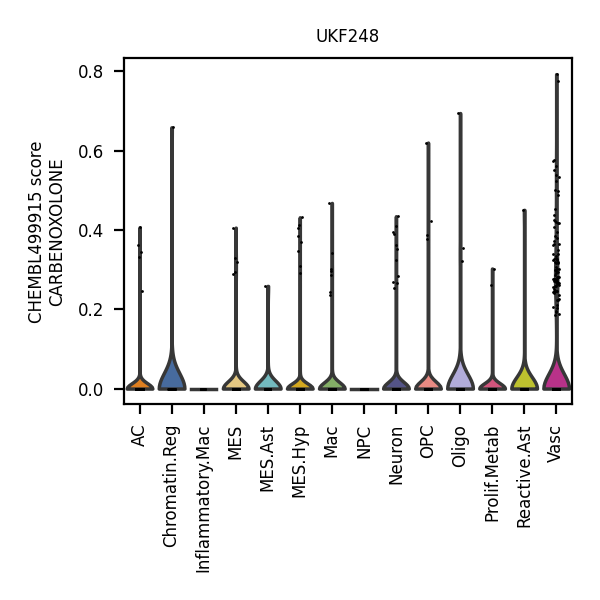 UKF248
CHEMBL499915 score
CARBENOXOLONE
0.8
0.6
0.4
0.2
0.0
AC
Chromatin.Reg
Inflammatory.Mac
MES
MES.Ast
MES.Hyp
Mac
NPC
Neuron
OPC
Oligo
Prolif.Metab
Reactive.Ast
Vasc